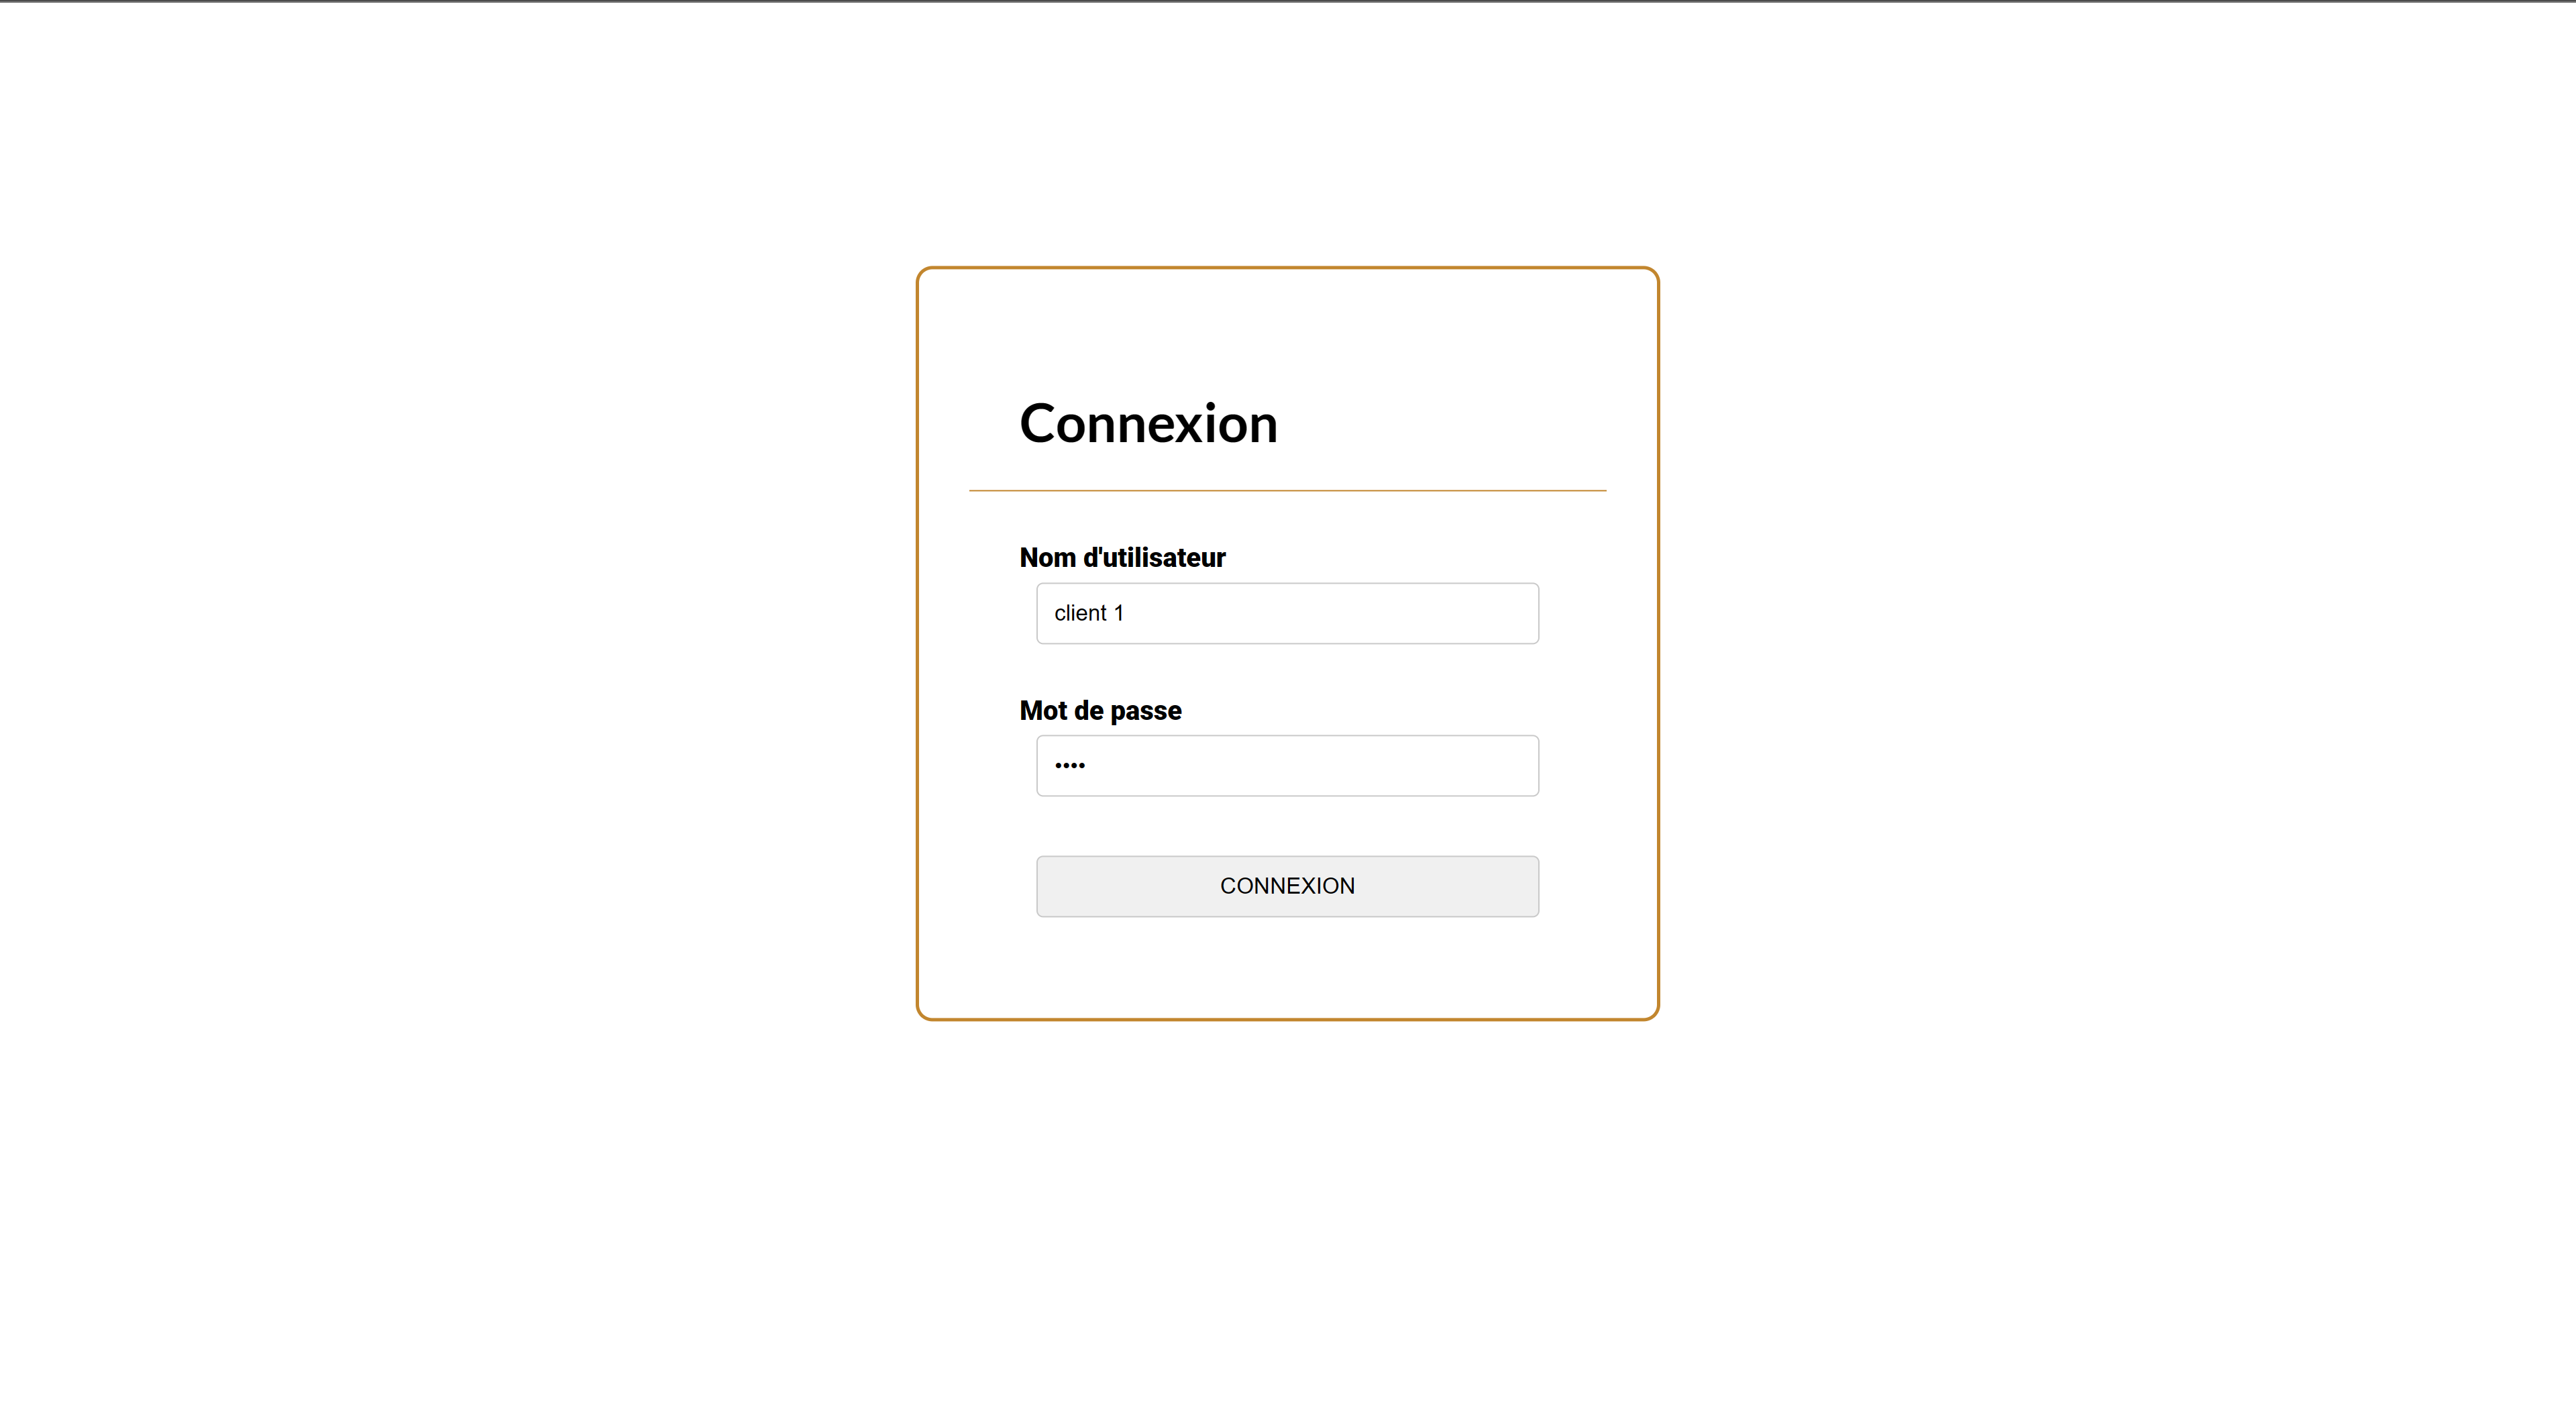 Connexion
Nom d'utilisateur
client 1
Mot de passe
••••
CONNEXION